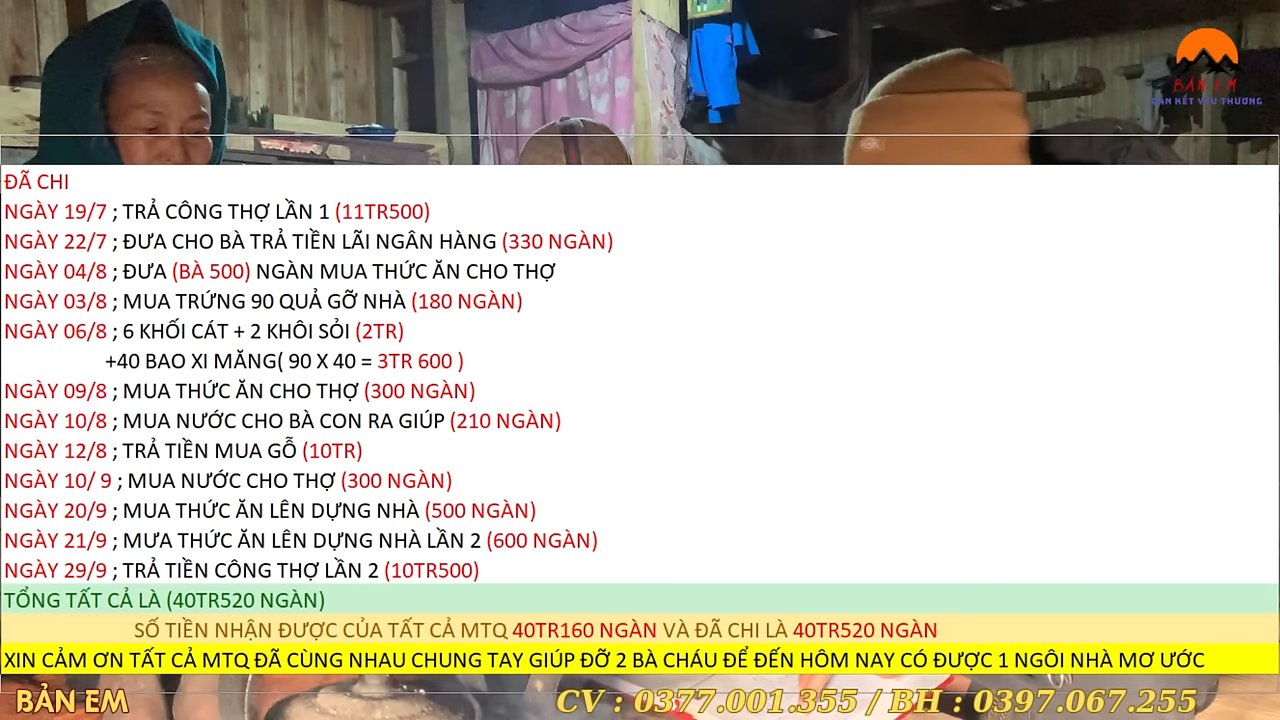 BẢN EM
GẮN KẾT YÊU THƯƠNG
ĐÃ CHI
NGÀY 19/7 ; TRẢ CÔNG THỢ LẦN 1 (11TR500)
NGÀY 22/7 ; ĐƯA CHO BÀ TRẢ TIỀN LÃI NGÂN HÀNG (330 NGÀN)
NGÀY 04/8 ; ĐƯA (BÀ 500) NGÀN MUA THỨC ĂN CHO THỢ
NGÀY 03/8 ; MUA TRỨNG 90 QUẢ GỠ NHÀ (180 NGÀN)
NGÀY 06/8 ; 6 KHỐI CÁT + 2 KHÔI SỎI (2TR)
+40 BAO XI MĂNG( 90 X 40 = 3TR 600 )
NGÀY 09/8 ; MUA THỨC ĂN CHO THỢ (300 NGÀN)
NGÀY 10/8 ; MUA NƯỚC CHO BÀ CON RA GIÚP (210 NGÀN)
NGÀY 12/8 ; TRẢ TIỀN MUA GỖ (10TR)
NGÀY 10/ 9 ; MUA NƯỚC CHO THỢ (300 NGÀN)
NGÀY 20/9 ; MUA THỨC ĂN LÊN DỰNG NHÀ (500 NGÀN)
NGÀY 21/9 ; MƯA THỨC ĂN LÊN DỰNG NHÀ LẦN 2 (600 NGÀN)
NGÀY 29/9 ; TRẢ TIỀN CÔNG THỢ LẦN 2 (10TR500)
TỔNG TẤT CẢ LÀ (40TR520 NGÀN)
SỐ TIỀN NHẬN ĐƯỢC CỦA TẤT CẢ MTQ 40TR160 NGÀN VÀ ĐÃ CHI LÀ 40TR520 NGÀN
XIN CẢM ƠN TẤT CẢ MTQ ĐÃ CÙNG NHAU CHUNG TAY GIÚP ĐỠ 2 BÀ CHÁU ĐỂ ĐẾN HÔM NAY CÓ ĐƯỢC 1 NGÔI NHÀ MƠ ƯỚC
BẢN EM
CV : 0377.001.355 / BH : 0397.067.255